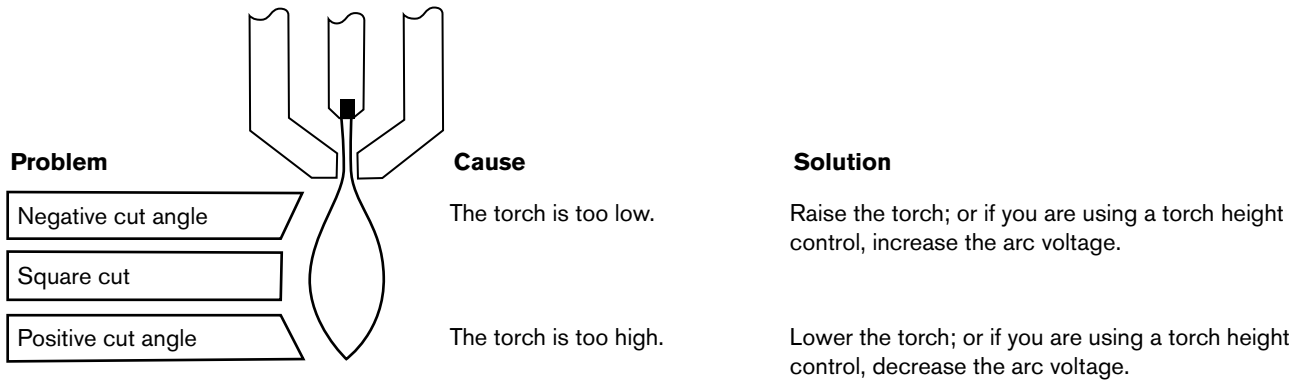 Problem
Cause
Solution
Negative cut angle
The torch is too low.
Raise the torch; or if you are using a torch height
control, increase the arc voltage.
Square cut
Positive cut angle
The torch is too high.
Lower the torch; or if you are using a torch height
control, decrease the arc voltage.